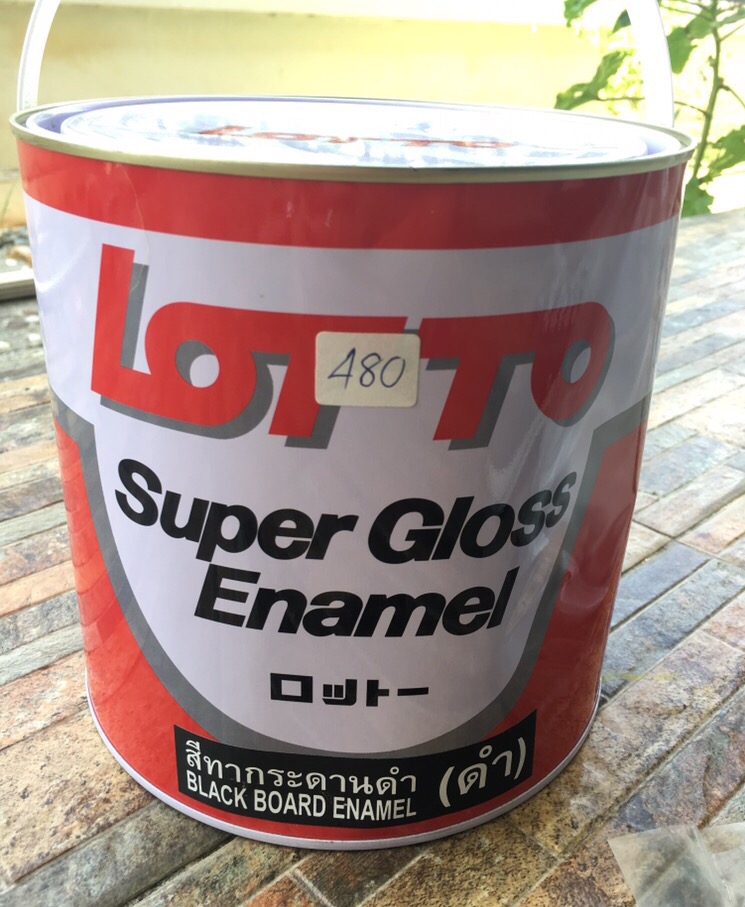 LOTTO
LOTTO
480
Super Gloss
Enamel
ロットー
สีทากระดานดำ (ดำ)
BLACK BOARD ENAMEL